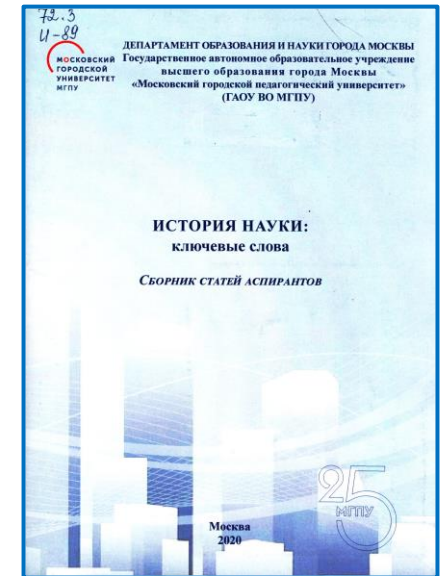 72.3
И-89
МОСКОВСКИЙ
ГОРОДСКОЙ
УНИВЕРСИТЕТ
МГПУ
ДЕПАРТАМЕНТ ОБРАЗОВАНИЯ И НАУКИ ГОРОДА МОСКВЫ
Государственное автономное образовательное учреждение
высшего образования города Москвы
«Московский городской педагогический университет»
(ГАОУ ВО МГПУ)
ИСТОРИЯ НАУКИ:
ключевые слова
СБОРНИК СТАТЕЙ АСПИРАНТОВ
25
МГПУ
Москва
2020